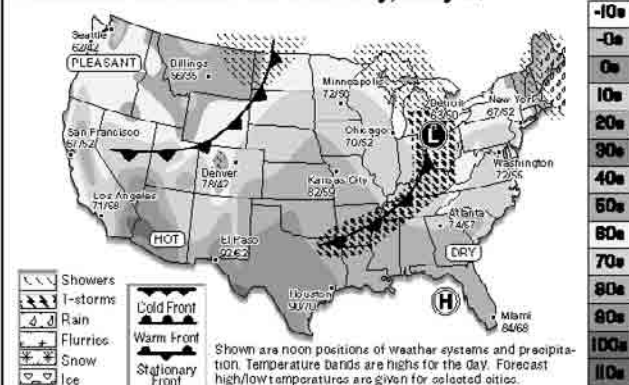 Seattle
62/42
PLEASANT
Billings
56/35
Minneapolis
72/50
Detroit
63/50
New York
67/52
San Francisco
67/52
Chicago
70/52
Denver
78/42
Kansas City
82/59
Washington
72/55
Los Angeles
71/58
Atlanta
74/57
HOT
El Paso
92/62
DRY
Houston
90/70
Miami
84/68
L
H
Showers
T-storms
Rain
Flurries
Snow
Ice
Cold Front
Warm Front
Stationary
Front
Shown are noon positions of weather systems and precipita-
tion. Temperature bands are highs for the day. Forecast
high/low temperatures are given for selected cities.
-10s
-0s
0s
10s
20s
30s
40s
50s
60s
70s
80s
90s
100s
110s